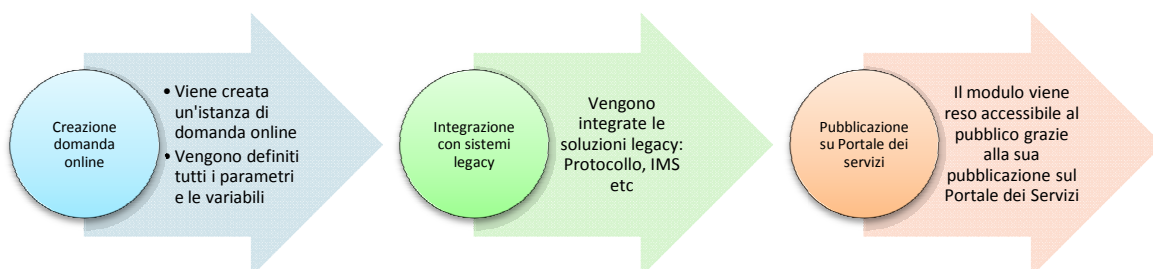 Creazione
domanda
online
• Viene creata
un'istanza di
domanda online
• Vengono definiti
tutti i parametri
e le variabili
Integrazione
con sistemi
legacy
Vengono
integrate le
soluzioni legacy:
Protocollo, IMS
etc
Pubblicazione
su Portale dei
servizi
Il modulo viene
reso accessibile al
pubblico grazie
alla sua
pubblicazione sul
Portale dei Servizi